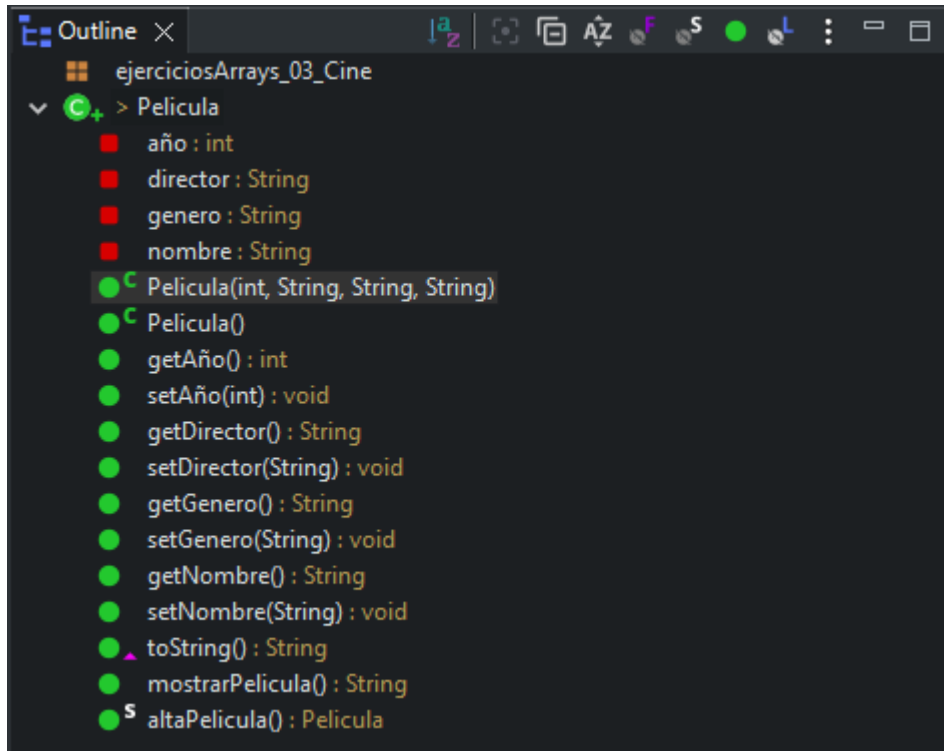 Outline
ejerciciosArrays_03_Cine
> Pelicula
año : int
director : String
genero : String
nombre : String
Pelicula(int, String, String, String)
Pelicula()
getAño() : int
setAño(int) : void
getDirector() : String
setDirector(String) : void
getGenero() : String
setGenero(String) : void
getNombre() : String
setNombre(String) : void
toString() : String
mostrarPelicula() : String
altaPelicula() : Pelicula